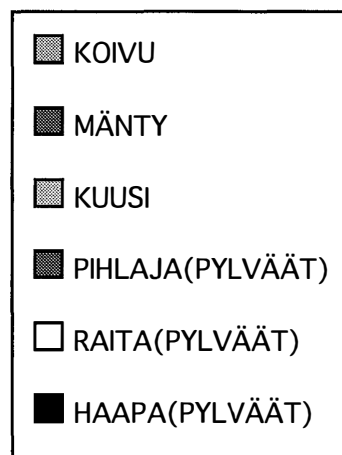 KOIVU
MÄNTY
KUUSI
PIHLAJA(PYLVÄÄT)
RAITA(PYLVÄÄT)
HAAPA(PYLVÄÄT)